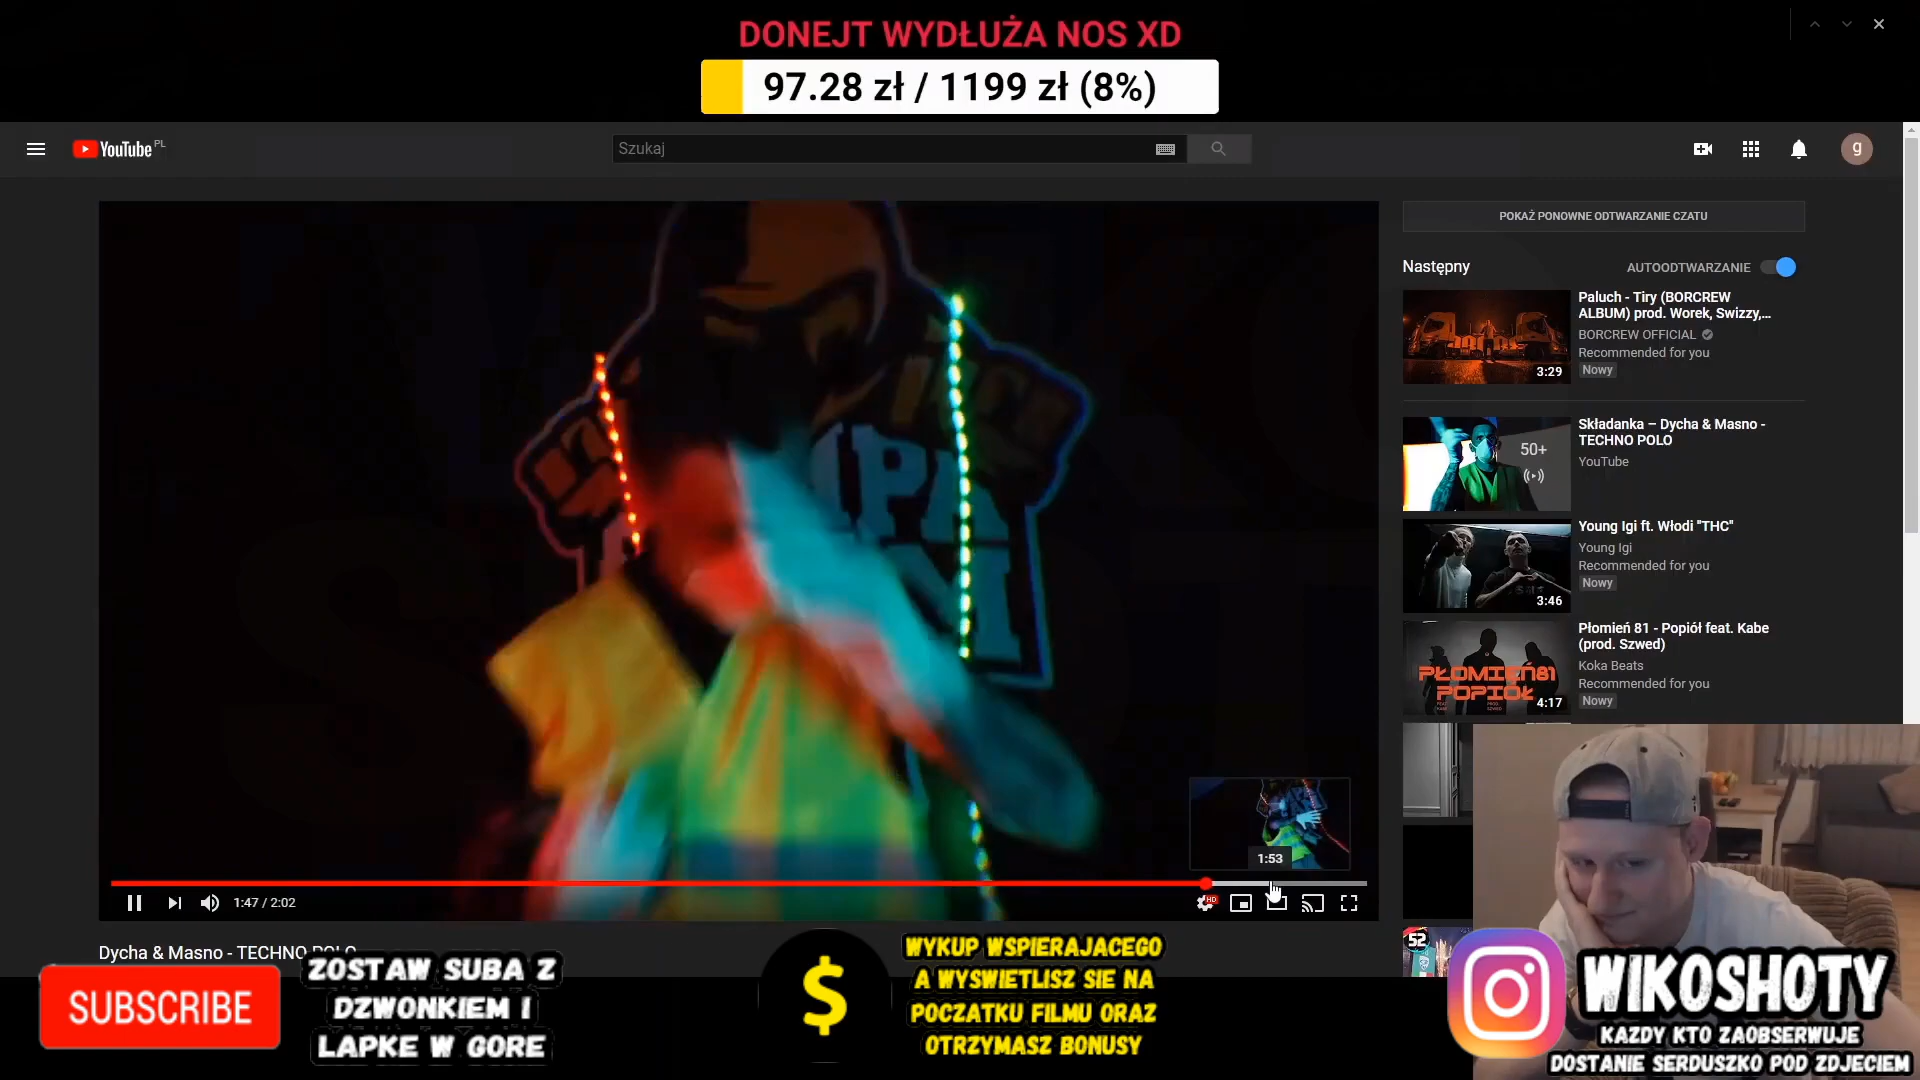 DONEJT WYDŁUŻA NOS XD
97.28 zł / 1199 zł (8%)
YouTube PL
Szukaj
g
POKAŻ PONOWNE ODTWARZANIE CZATU
Następny
AUTOODTWARZANIE
Paluch - Tiry (BORCREW
ALBUM) prod. Worek, Swizzy,...
BORCREW OFFICIAL
Recommended for you
Nowy
3:29
Składanka – Dycha & Masno -
TECHNO POLO
YouTube
50+
Young Igi ft. Włodi "THC"
Young Igi
Recommended for you
Nowy
3:46
Płomień 81 - Popiół feat. Kabe
(prod. Szwed)
Koka Beats
Recommended for you
Nowy
PŁOMIEŃ81
POPIÓŁ
4:17
1:53
1:47 / 2:02
HD
Dycha & Masno - TECHNO POLO
52
SUBSCRIBE
ZOSTAW SUBA Z
DZWONKIEM I
LAPKE W GORE
$
WYKUP WSPIERAJACEGO
A WYSWIETLISZ SIE NA
POCZATKU FILMU ORAZ
OTRZYMASZ BONUSY
WIKOSHOTY
KAZDY KTO ZAOBSERWUJE
DOSTANIE SERDUSZKO POD ZDJECIEM